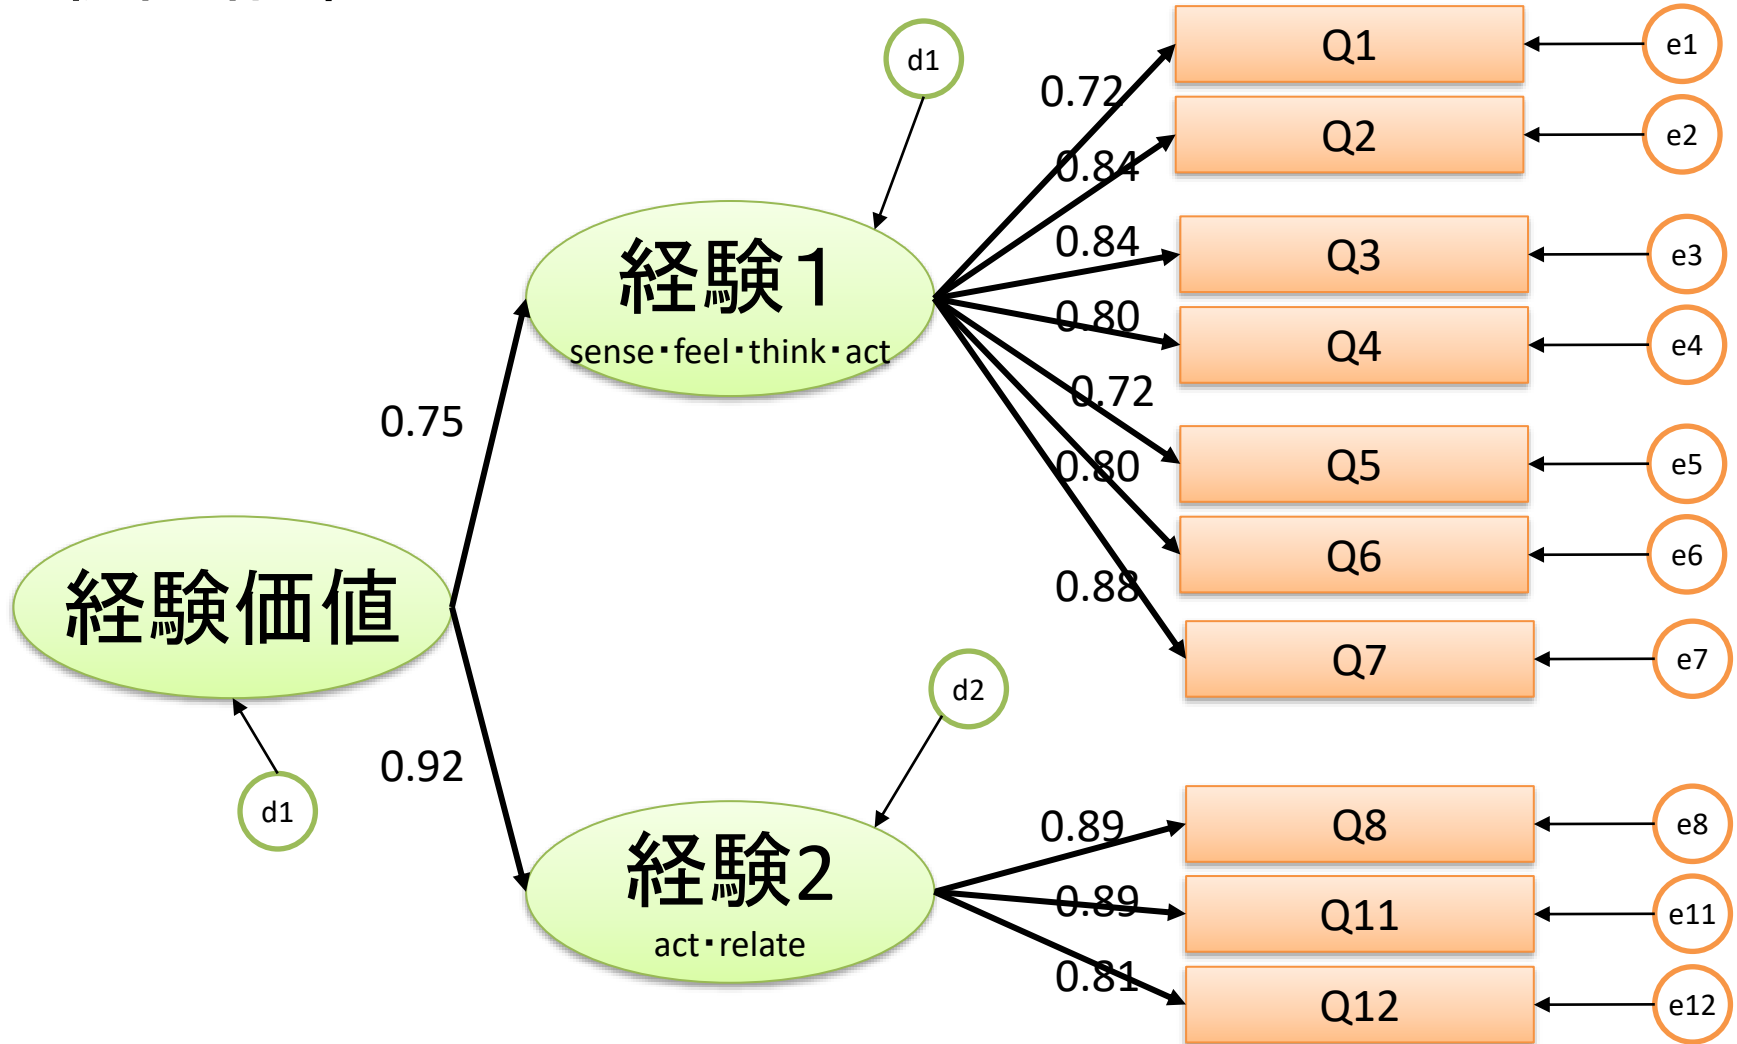 d1
0.72
Q1
e1
0.84
Q2
e2
経験1
sense・feel・think・act
0.84
Q3
e3
0.80
Q4
e4
0.72
Q5
e5
0.80
Q6
e6
0.88
Q7
e7
0.75
経験価値
d1
0.92
d2
経験2
act・relate
0.89
Q8
e8
0.89
Q11
e11
0.81
Q12
e12